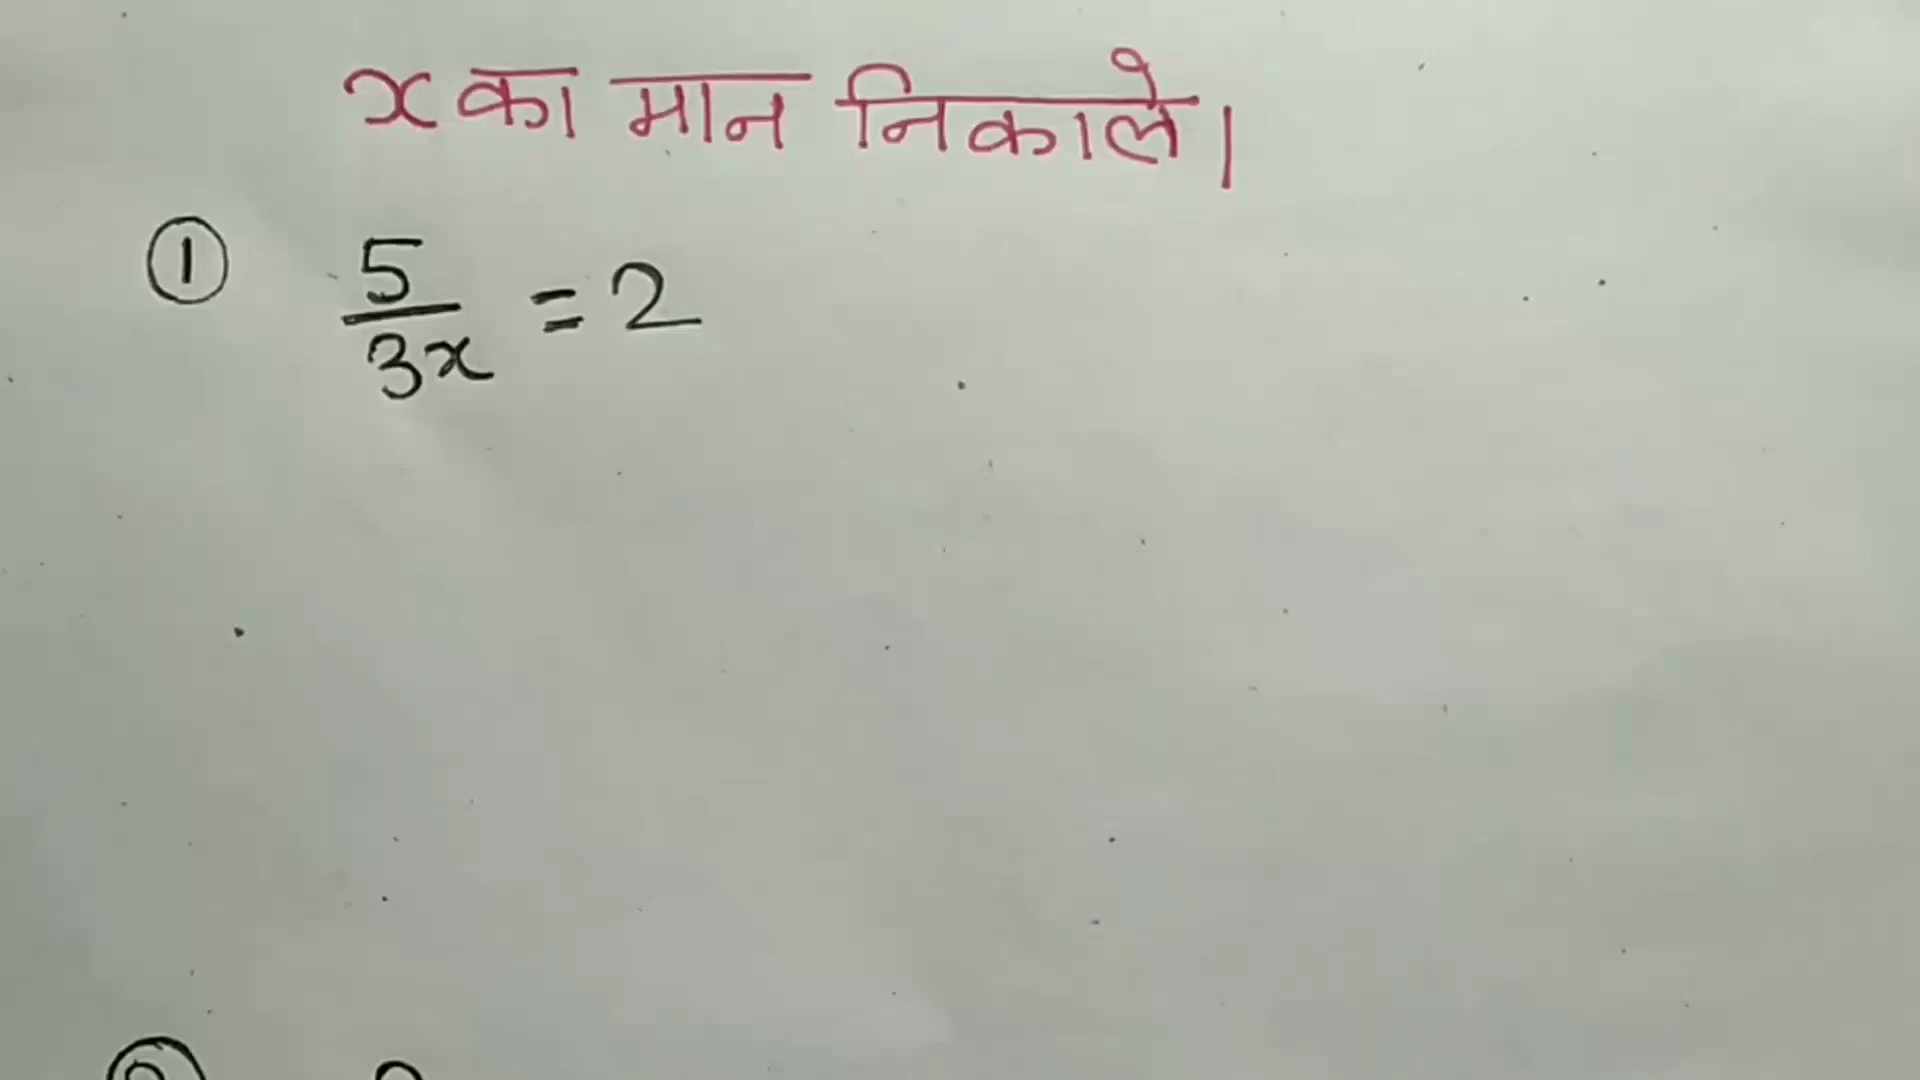 x का मान निकाले।
① 5/3x = 2